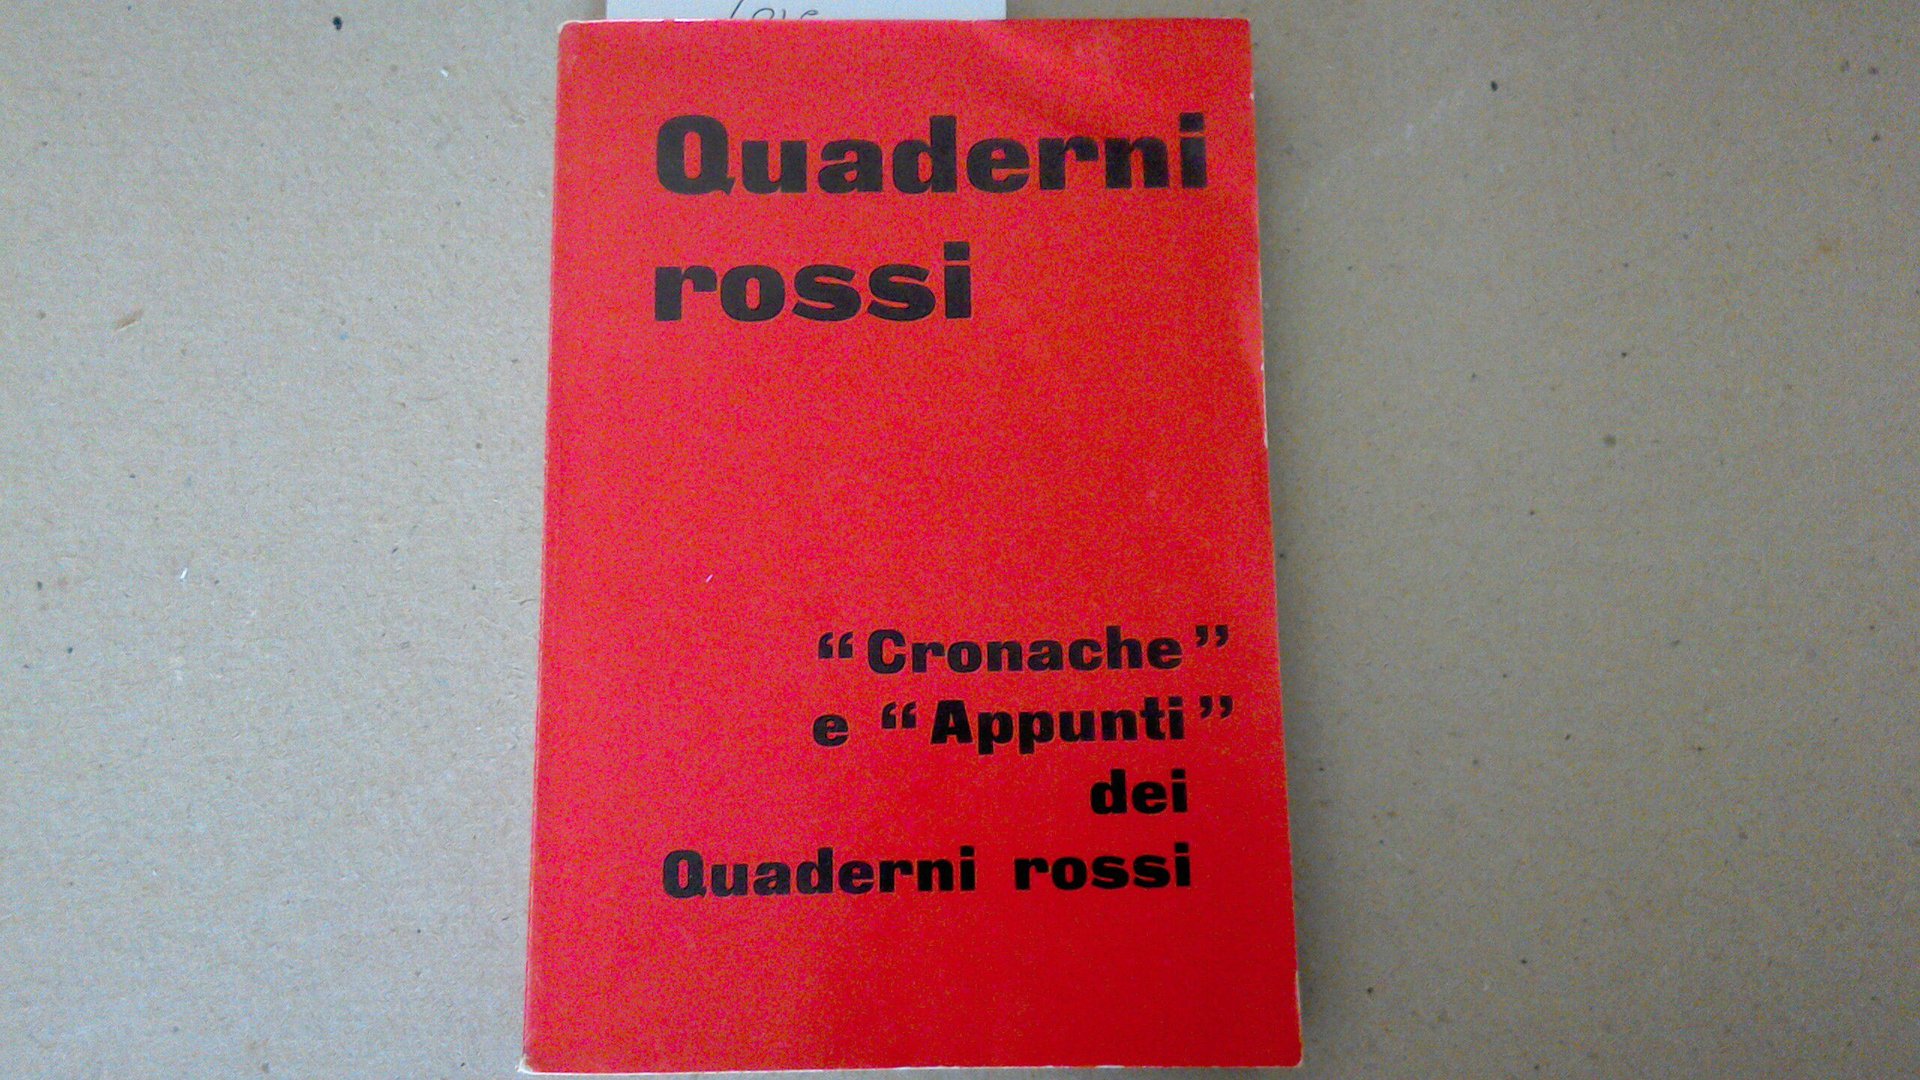 Quaderni
rossi
“Cronache”
e “Appunti”
dei
Quaderni rossi